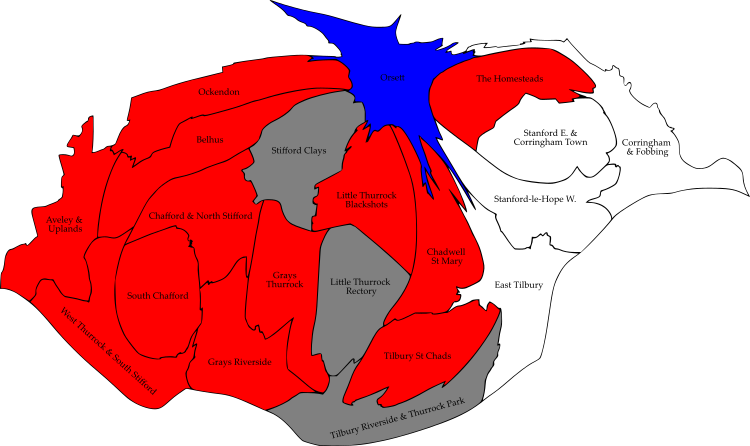 Orsett
The Homesteads
Ockendon
Stanford E. &
Corringham Town
Belhus
Corringham
& Fobbing
Stifford Clays
Little Thurrock
Blackshots
Stanford-le-Hope W.
Aveley &
Uplands
Chafford & North Stifford
Chadwell
St Mary
Grays
Thurrock
Little Thurrock
Rectory
East Tilbury
South Chafford
West Thurrock & South Stifford
Grays Riverside
Tilbury St Chads
Tilbury Riverside & Thurrock Park